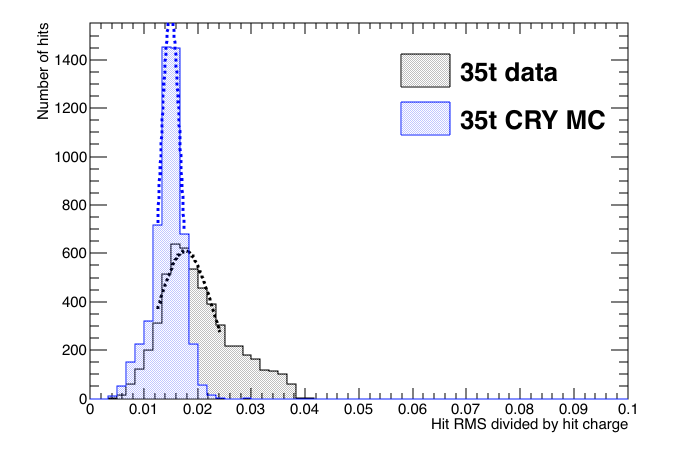 Number of hits
1400
1200
1000
800
600
400
200
0
35t data
35t CRY MC
0 0.01 0.02 0.03 0.04 0.05 0.06 0.07 0.08 0.09 0.1
Hit RMS divided by hit charge